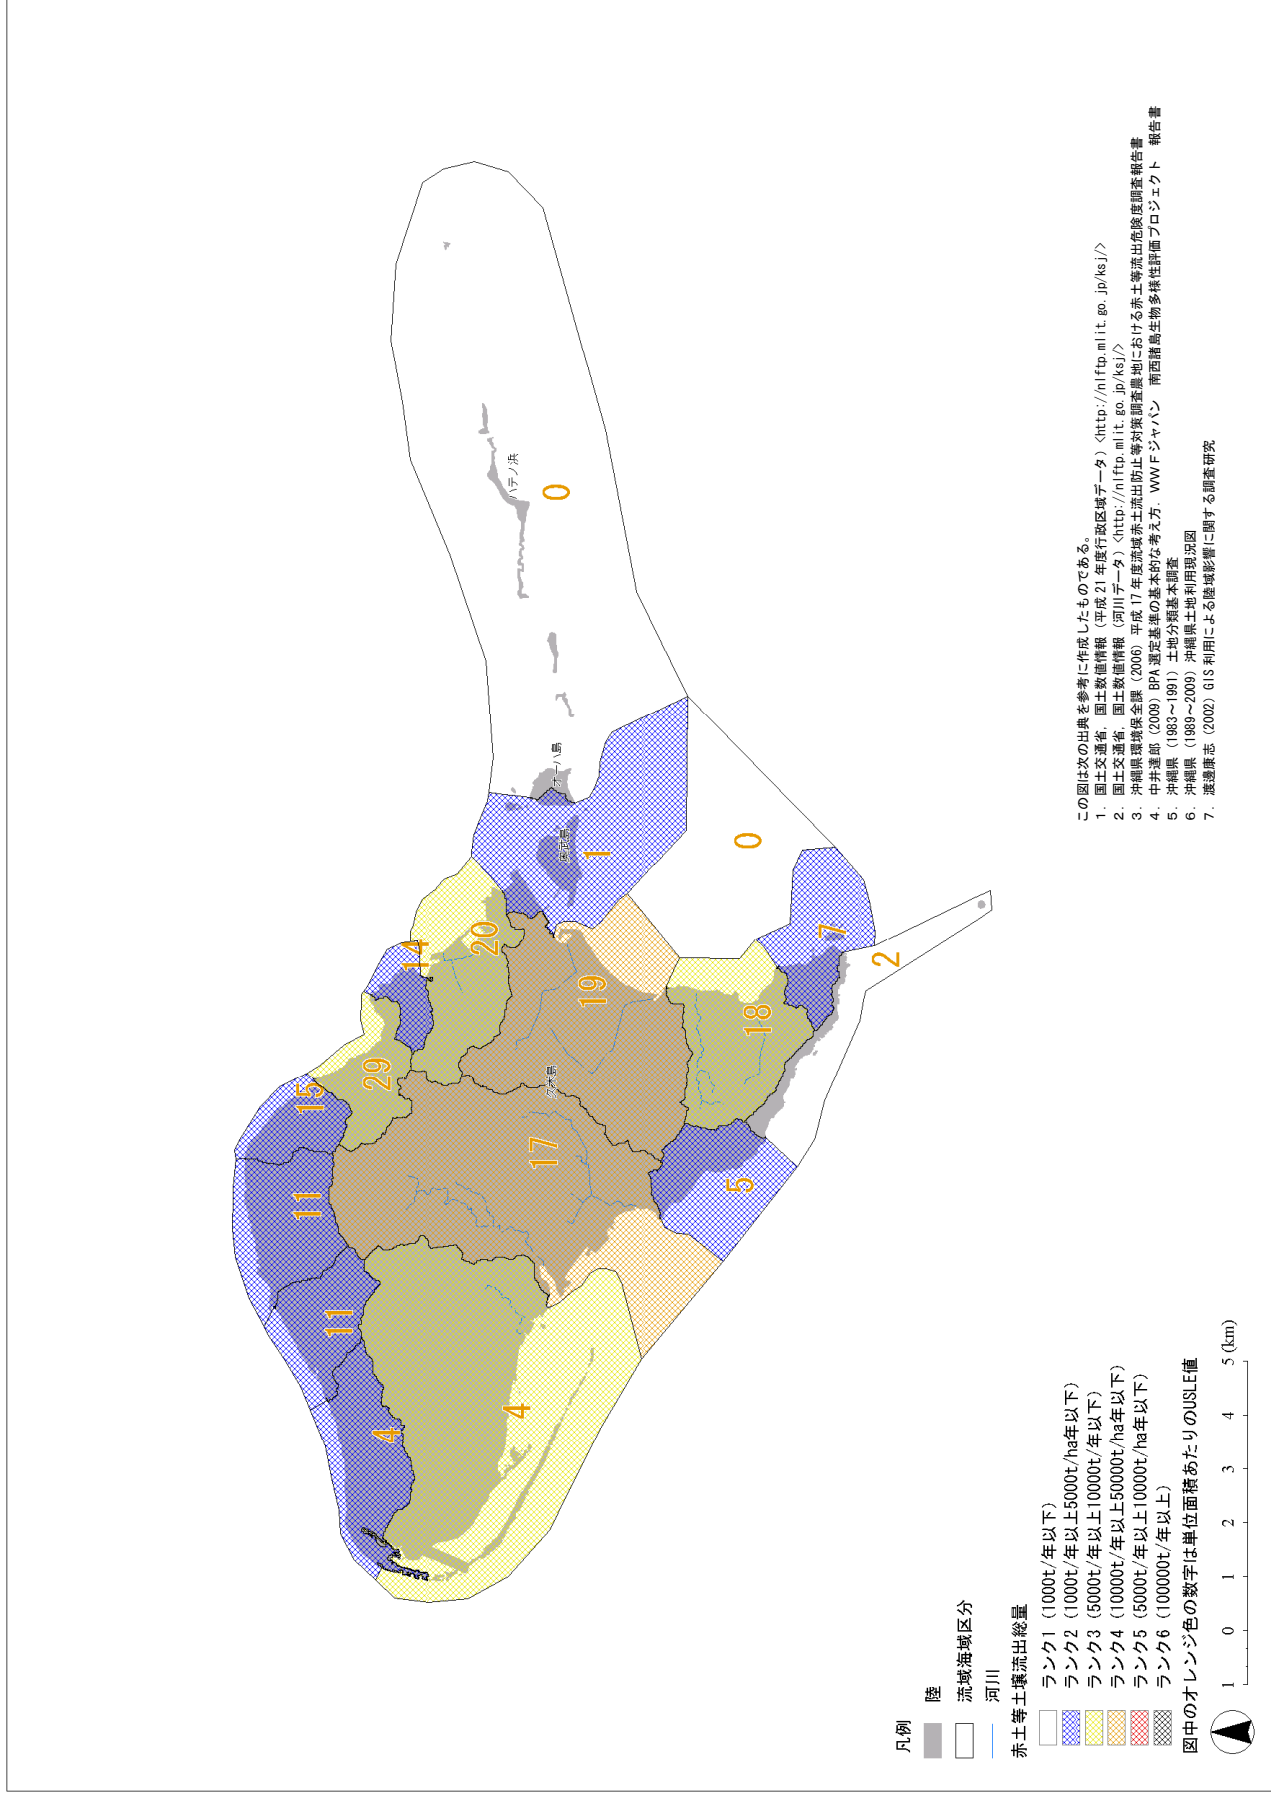 ハテノ浜
0
オーハ島
奥武島
1
0
14
20
7
2
19
18
29
15
久米島
17
11
5
11
4
4
この図は次の出典を参考に作成したものである。
1. 国土交通省, 国土数値情報 (平成21年度行政区域データ) <http://nlftp.mlit.go.jp/ksj/>
2. 国土交通省, 国土数値情報 (河川データ) <http://nlftp.mlit.go.jp/ksj/>
3. 沖縄県環境保全課 (2006) 平成17年度流域赤土流出防止等対策調査農地における赤土等流出危険度調査報告書
4. 中井達郎 (2009) BPA選定基準の基本的な考え方. WWFジャパン 南西諸島生物多様性評価プロジェクト 報告書
5. 沖縄県 (1983~1991) 土地分類基本調査
6. 沖縄県 (1989~2009) 沖縄県土地利用現況図
7. 渡邊康志 (2002) GIS利用による陸域影響に関する調査研究
凡例
陸
流域海域区分
河川
赤土等土壌流出総量
ランク1 (1000t/年以下)
ランク2 (1000t/年以上5000t/ha年以下)
ランク3 (5000t/年以上10000t/年以下)
ランク4 (10000t/年以上50000t/ha年以下)
ランク5 (5000t/年以上10000t/ha年以下)
ランク6 (100000t/年以上)
図中のオレンジ色の数字は単位面積あたりのUSLE値
1 0 1 2 3 4 5 (km)